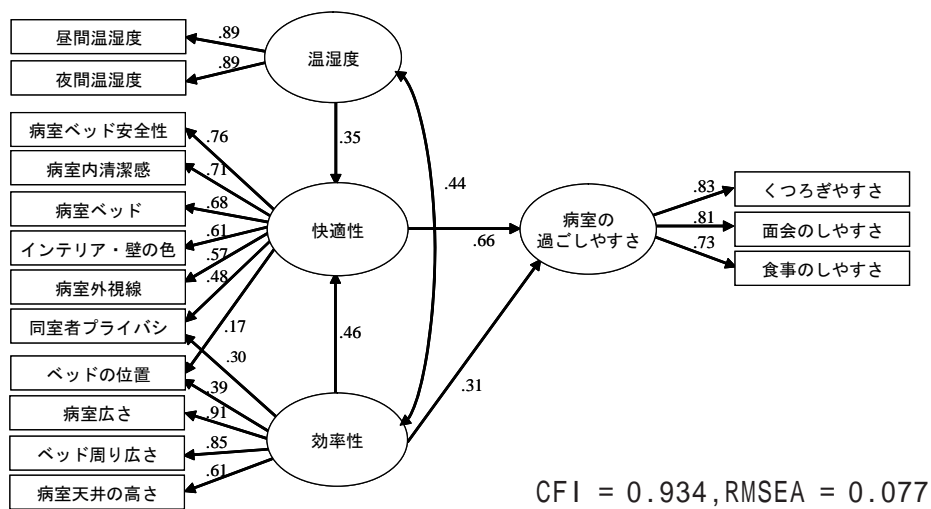 昼間温湿度
夜間温湿度
病室ベッド安全性
病室内清潔感
病室ベッド
インテリア・壁の色
病室外視線
同室者プライバシ
ベッドの位置
病室広さ
ベッド周り広さ
病室天井の高さ
.89
.89
.76
.71
.68
.61
.57
.48
.17
.30
.39
.91
.85
.61
温湿度
.35
快適性
.46
効率性
.44
.66
.31
病室の
過ごしやすさ
.83
.81
.73
くつろぎやすさ
面会のしやすさ
食事のしやすさ
CFI = 0.934,RMSEA = 0.077